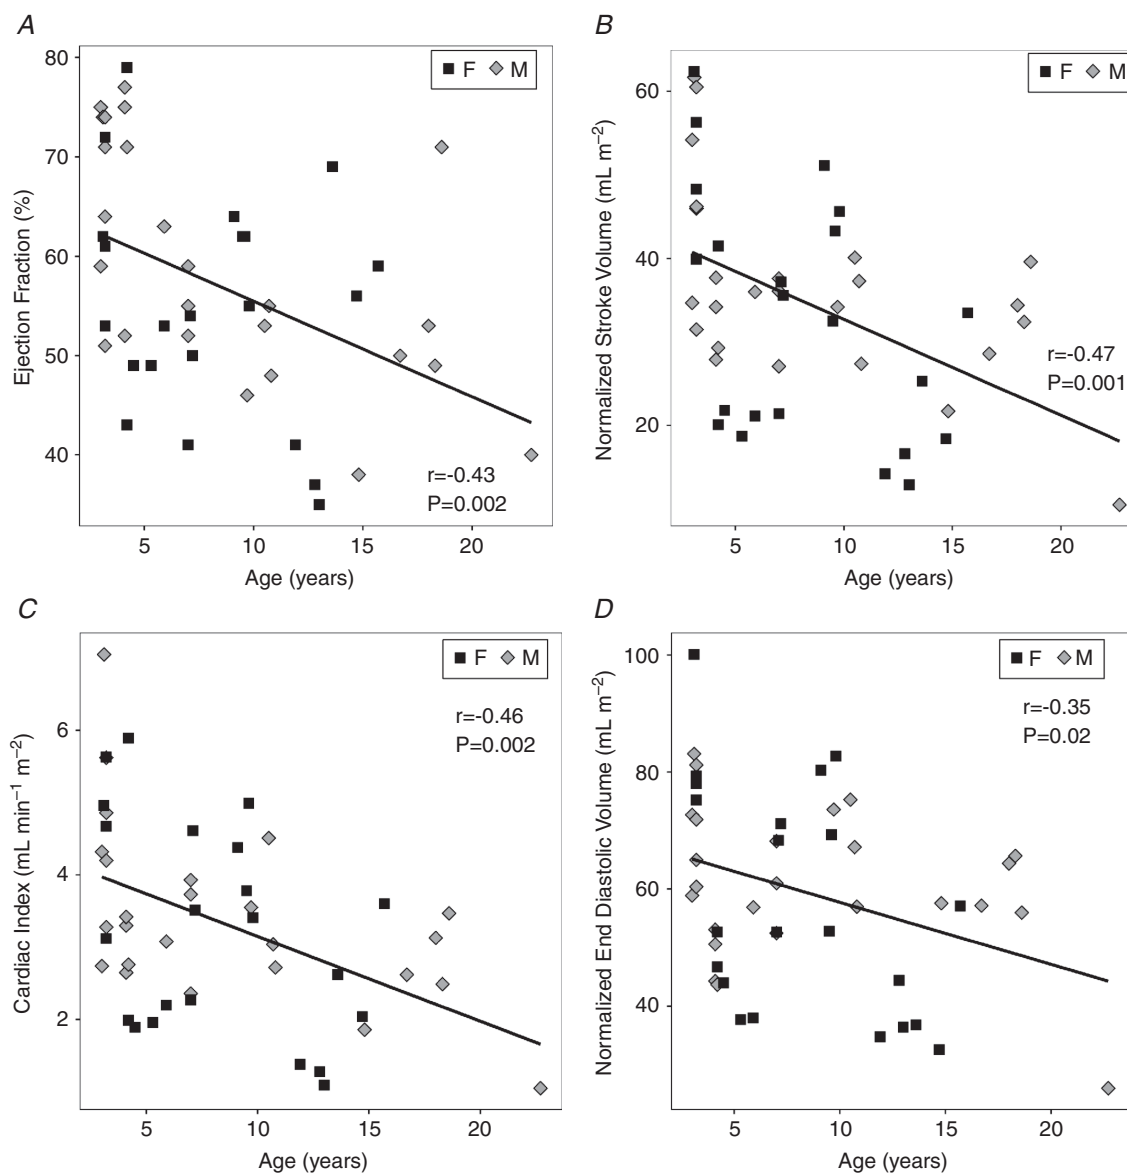 A
80
70
60
50
40
Ejection Fraction (%)
F M
r=-0.43
P=0.002
5 10 15 20
Age (years)
B
60
40
20
Normalized Stroke Volume (mL m⁻²)
F M
r=-0.47
P=0.001
5 10 15 20
Age (years)
C
6
4
2
Cardiac Index (mL min⁻¹ m⁻²)
F M
r=-0.46
P=0.002
5 10 15 20
Age (years)
D
100
80
60
40
Normalized End Diastolic Volume (mL m⁻²)
F M
r=-0.35
P=0.02
5 10 15 20
Age (years)